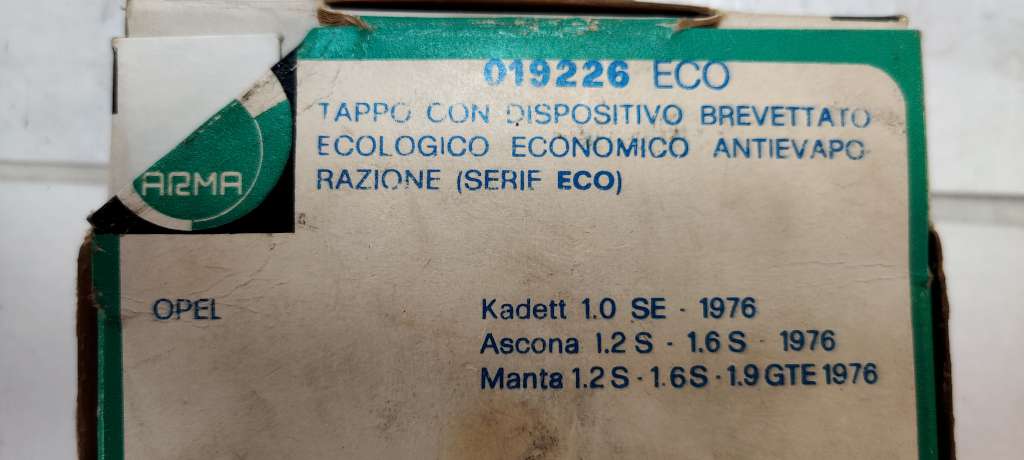 019226 ECO
TAPPO CON DISPOSITIVO BREVETTATO
ECOLOGICO ECONOMICO ANTIEVAPO-
RAZIONE (SERIE ECO)
ARMA
OPEL
Kadett 1.0 SE - 1976
Ascona 1.2 S - 1.6 S - 1976
Manta 1.2 S - 1.6 S - 1.9 GTE 1976